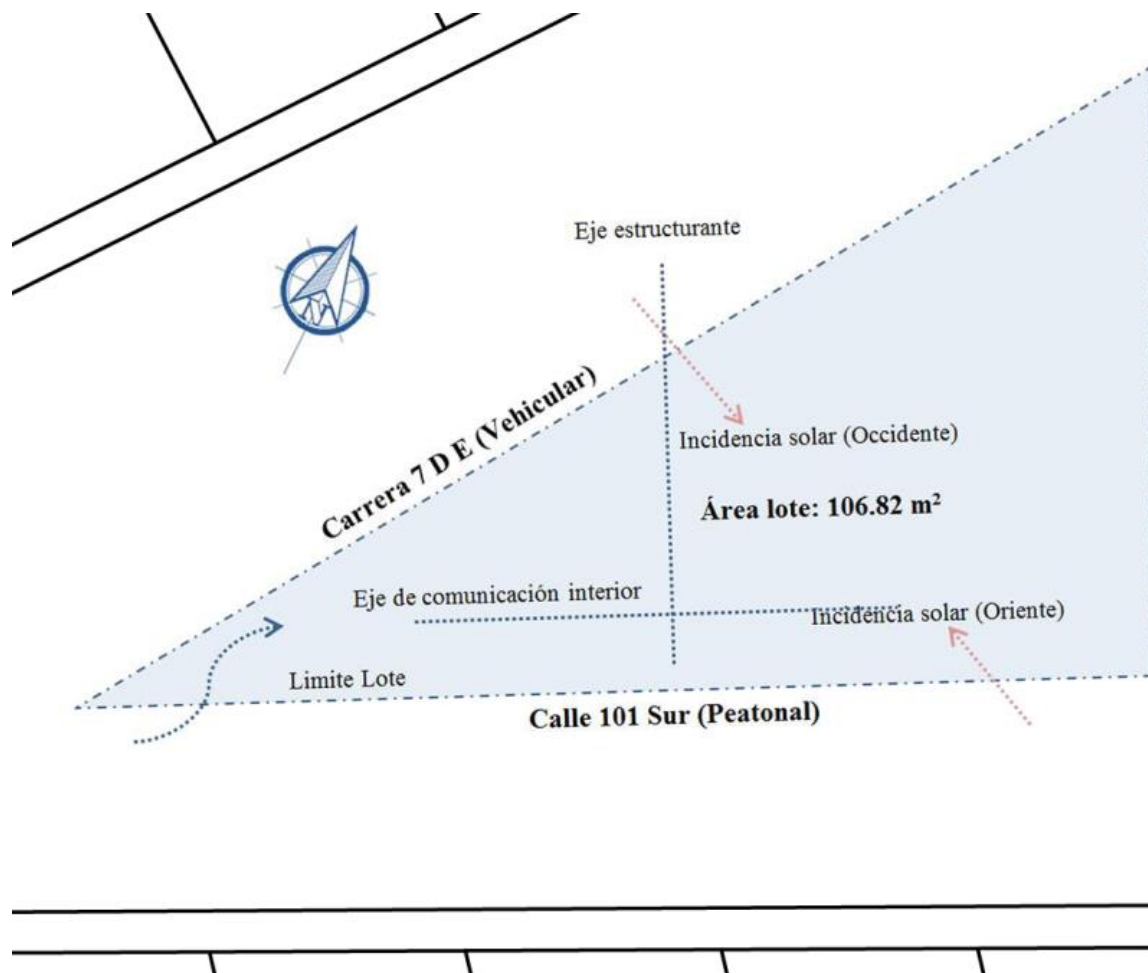 Eje estructurante
N
Carrera 7 D E (Vehicular)
Incidencia solar (Occidente)
Área lote: 106.82 m²
Eje de comunicación interior
Incidencia solar (Oriente)
Limite Lote
Calle 101 Sur (Peatonal)